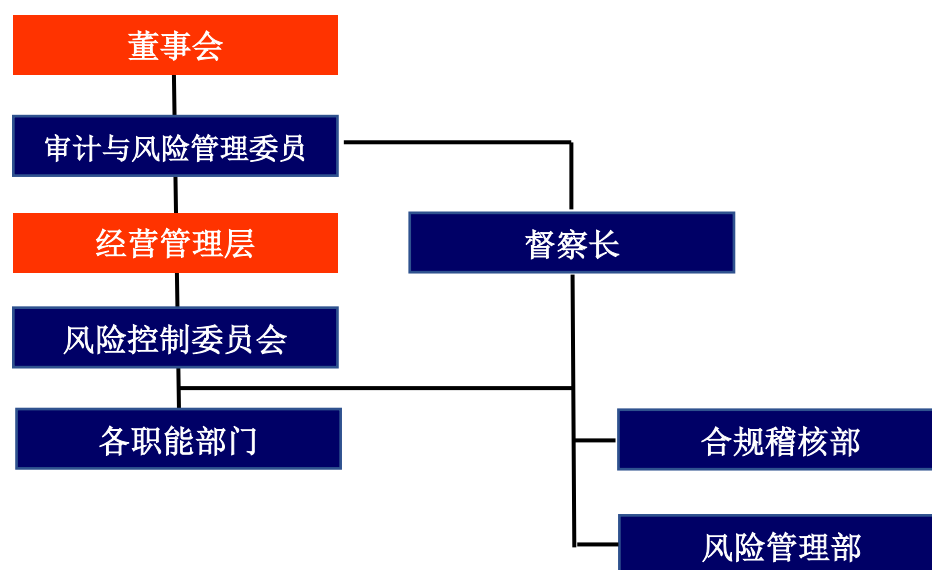 董事会
审计与风险管理委员
经营管理层
督察长
风险控制委员会
各职能部门
合规稽核部
风险管理部